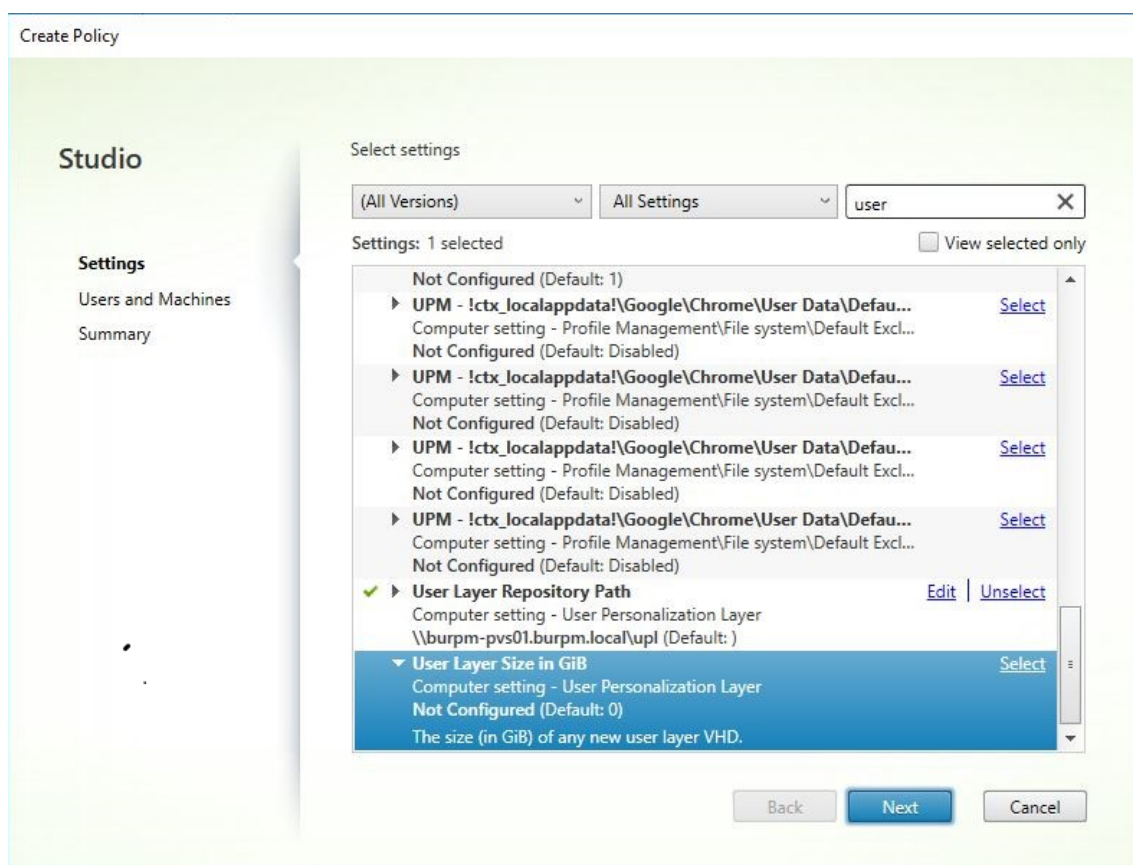 Create Policy
Studio
Settings
Users and Machines
Summary
Select settings
(All Versions) All Settings user
Settings: 1 selected View selected only
Not Configured (Default: 1)
UPM - !ctx_localappdata!\Google\Chrome\User Data\Defau... Select
Computer setting - Profile Management\File system\Default Excl...
Not Configured (Default: Disabled)
UPM - !ctx_localappdata!\Google\Chrome\User Data\Defau... Select
Computer setting - Profile Management\File system\Default Excl...
Not Configured (Default: Disabled)
UPM - !ctx_localappdata!\Google\Chrome\User Data\Defau... Select
Computer setting - Profile Management\File system\Default Excl...
Not Configured (Default: Disabled)
UPM - !ctx_localappdata!\Google\Chrome\User Data\Defau... Select
Computer setting - Profile Management\File system\Default Excl...
Not Configured (Default: Disabled)
User Layer Repository Path Edit | Unselect
Computer setting - User Personalization Layer
\\burpm-pvs01.burpm.local\upl (Default: )
User Layer Size in GiB Select
Computer setting - User Personalization Layer
Not Configured (Default: 0)
The size (in GiB) of any new user layer VHD.
Back Next Cancel